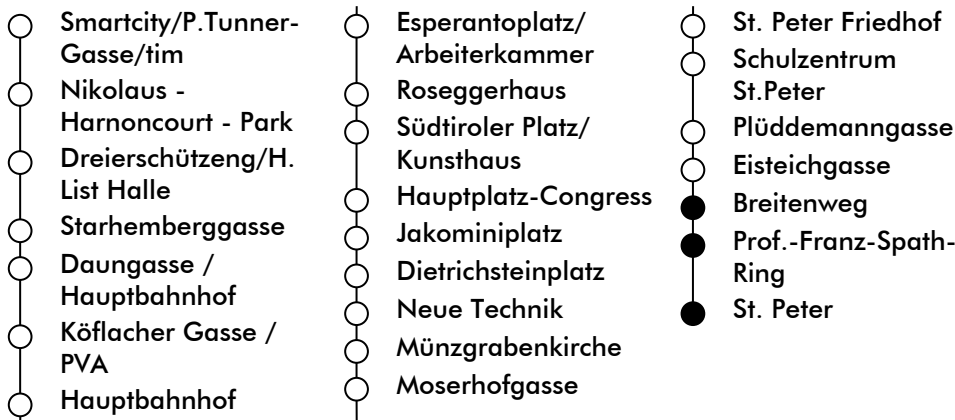 Smartcity/P.Tunner-
Gasse/tim
Nikolaus -
Harnoncourt - Park
Dreierschützeng/H.
List Halle
Starhemberggasse
Daungasse /
Hauptbahnhof
Köflacher Gasse /
PVA
Hauptbahnhof
Esperantoplatz/
Arbeiterkammer
Roseggerhaus
Südtiroler Platz/
Kunsthaus
Hauptplatz-Congress
Jakominiplatz
Dietrichsteinplatz
Neue Technik
Münzgrabenkirche
Moserhofgasse
St. Peter Friedhof
Schulzentrum
St.Peter
Plüddemanngasse
Eisteichgasse
Breitenweg
Prof.-Franz-Spath-
Ring
St. Peter